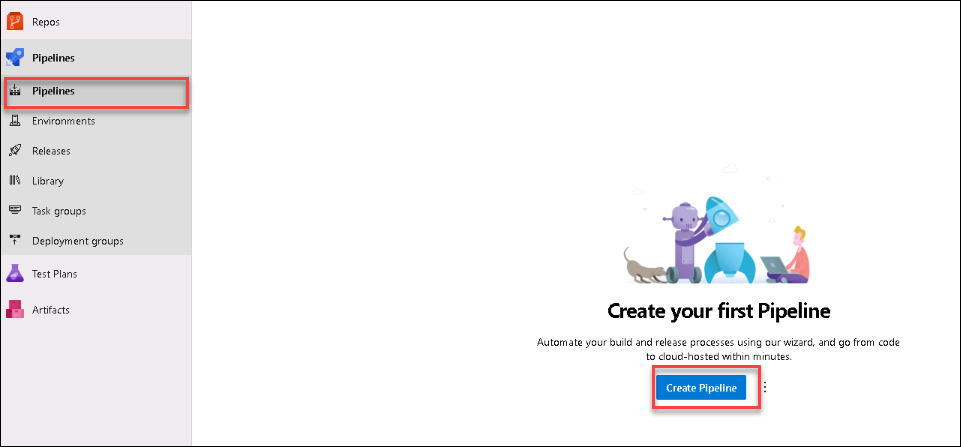 Repos
Pipelines
Pipelines
Environments
Releases
Library
Task groups
Deployment groups
Test Plans
Artifacts
Create your first Pipeline
Automate your build and release processes using our wizard, and go from code
to cloud-hosted within minutes.
Create Pipeline